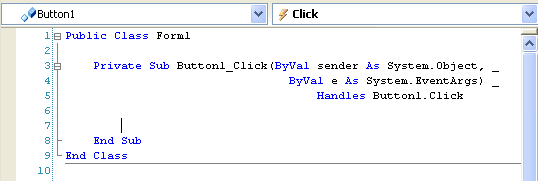 Button1 Click
1 Public Class Form1
2
3 Private Sub Button1_Click(ByVal sender As System.Object, _
4 ByVal e As System.EventArgs) _
5 Handles Button1.Click
6
7
8 End Sub
9 End Class
10